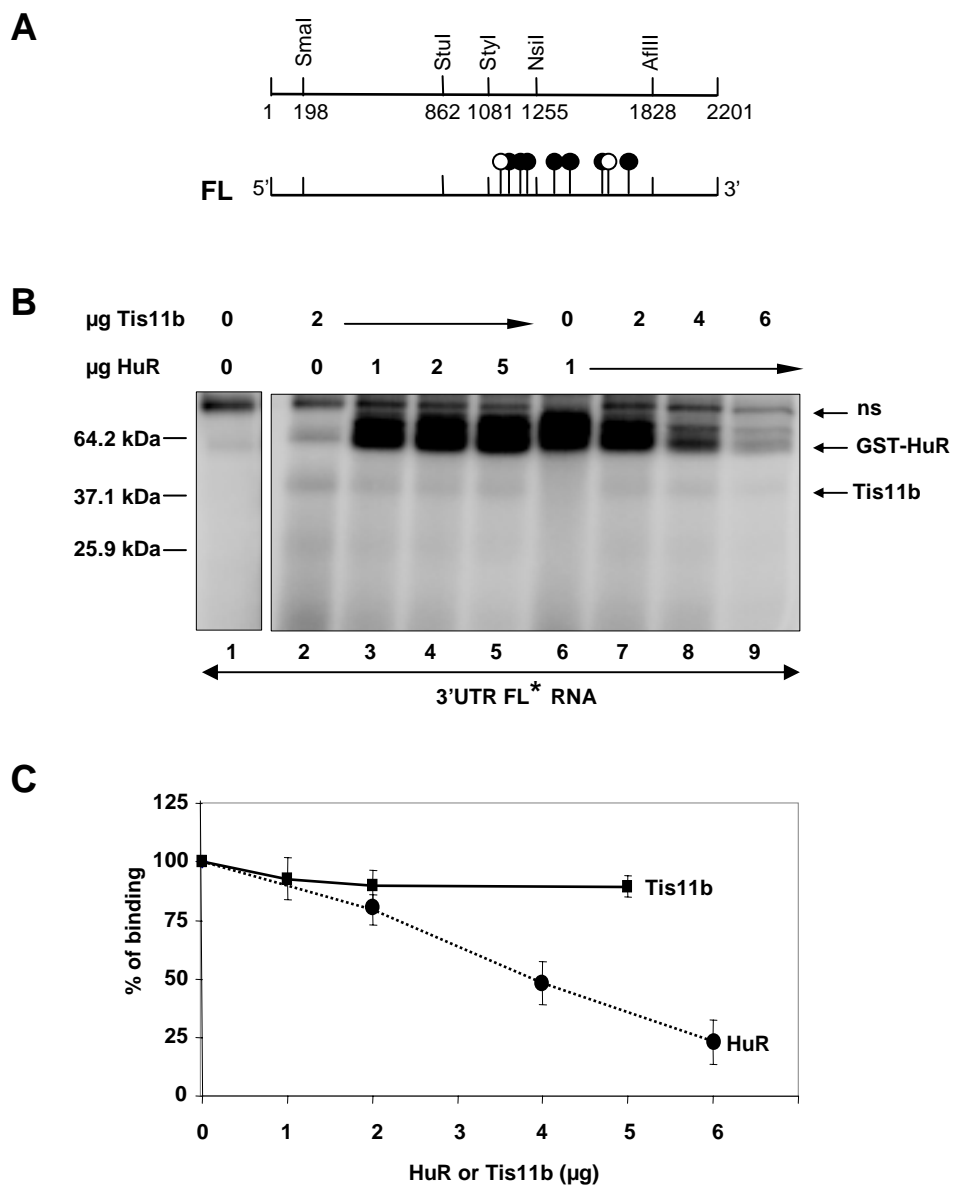 A
SmaI
StuI
StyI
NsiI
AflII
1 198 862 1081 1255 1828 2201
FL 5’ 3’
B
µg Tis11b 0 2 0 2 4 6
µg HuR 0 0 1 2 5 1
ns
64.2 kDa
GST-HuR
37.1 kDa
Tis11b
25.9 kDa
1 2 3 4 5 6 7 8 9
3’UTR FL* RNA
C
% of binding
125
100
75
50
25
0
Tis11b
HuR
0 1 2 3 4 5 6
HuR or Tis11b (µg)